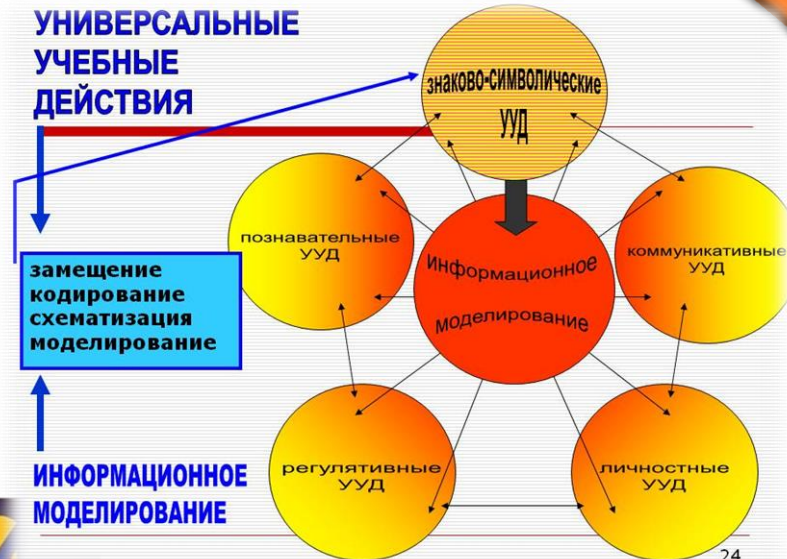 УНИВЕРСАЛЬНЫЕ
УЧЕБНЫЕ
ДЕЙСТВИЯ
знаково-символические
УУД
познавательные
УУД
Информационное
моделирование
коммуникативные
УУД
замещение
кодирование
схематизация
моделирование
регулятивные
УУД
личностные
УУД
ИНФОРМАЦИОННОЕ
МОДЕЛИРОВАНИЕ
24